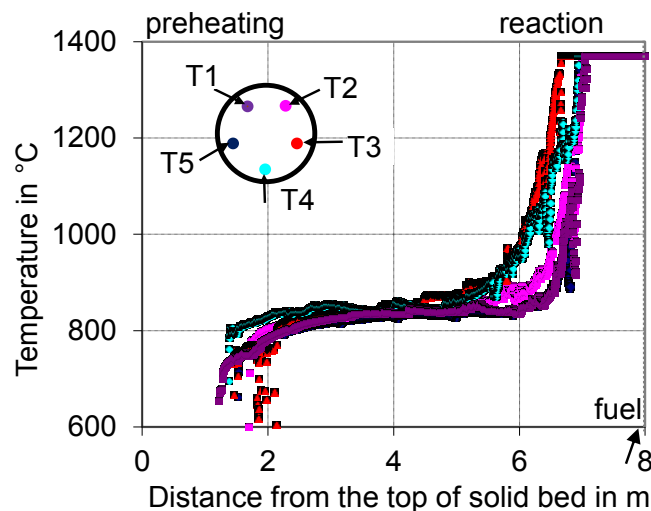 preheating reaction
1400
1200
1000
800
600
Temperature in °C
T1 T2
T5 T3
T4
fuel
0 2 4 6 8
Distance from the top of solid bed in m